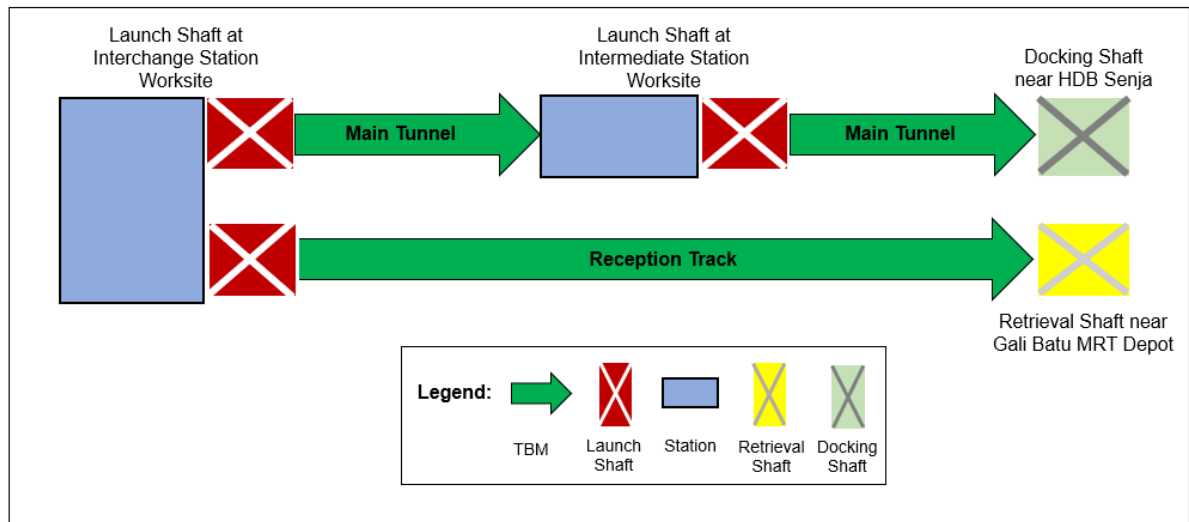 Launch Shaft at
Interchange Station
Worksite
Launch Shaft at
Intermediate Station
Worksite
Docking Shaft
near HDB Senja
Main Tunnel
Main Tunnel
Reception Track
Retrieval Shaft near
Gali Batu MRT Depot
Legend:
TBM
Launch
Shaft
Station
Retrieval
Shaft
Docking
Shaft